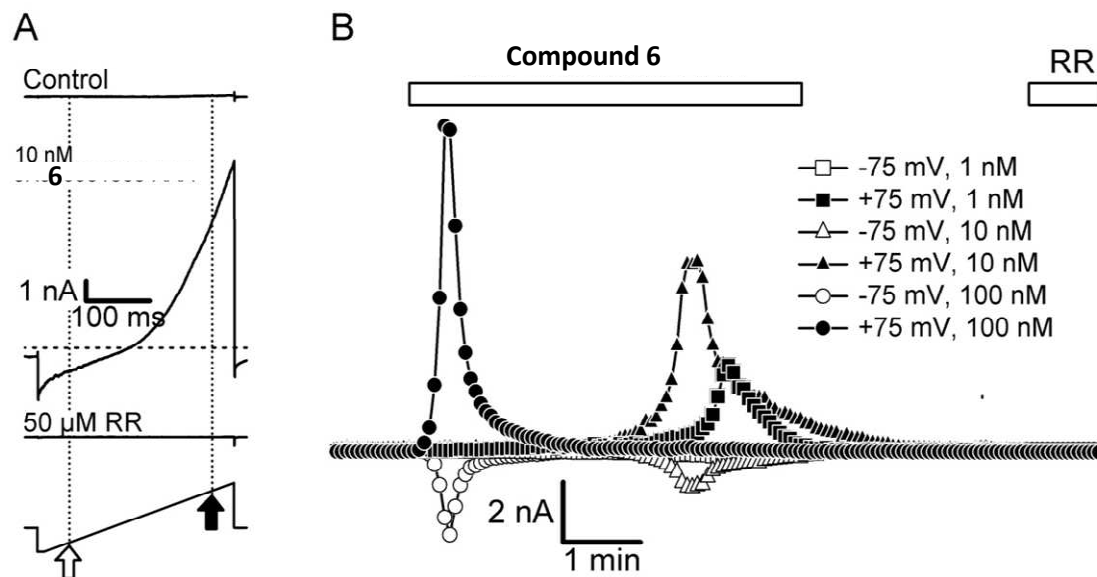 A
Control
10 nM
6
1 nA
100 ms
50 µM RR
B
Compound 6
RR
-75 mV, 1 nM
+75 mV, 1 nM
-75 mV, 10 nM
+75 mV, 10 nM
-75 mV, 100 nM
+75 mV, 100 nM
2 nA
1 min